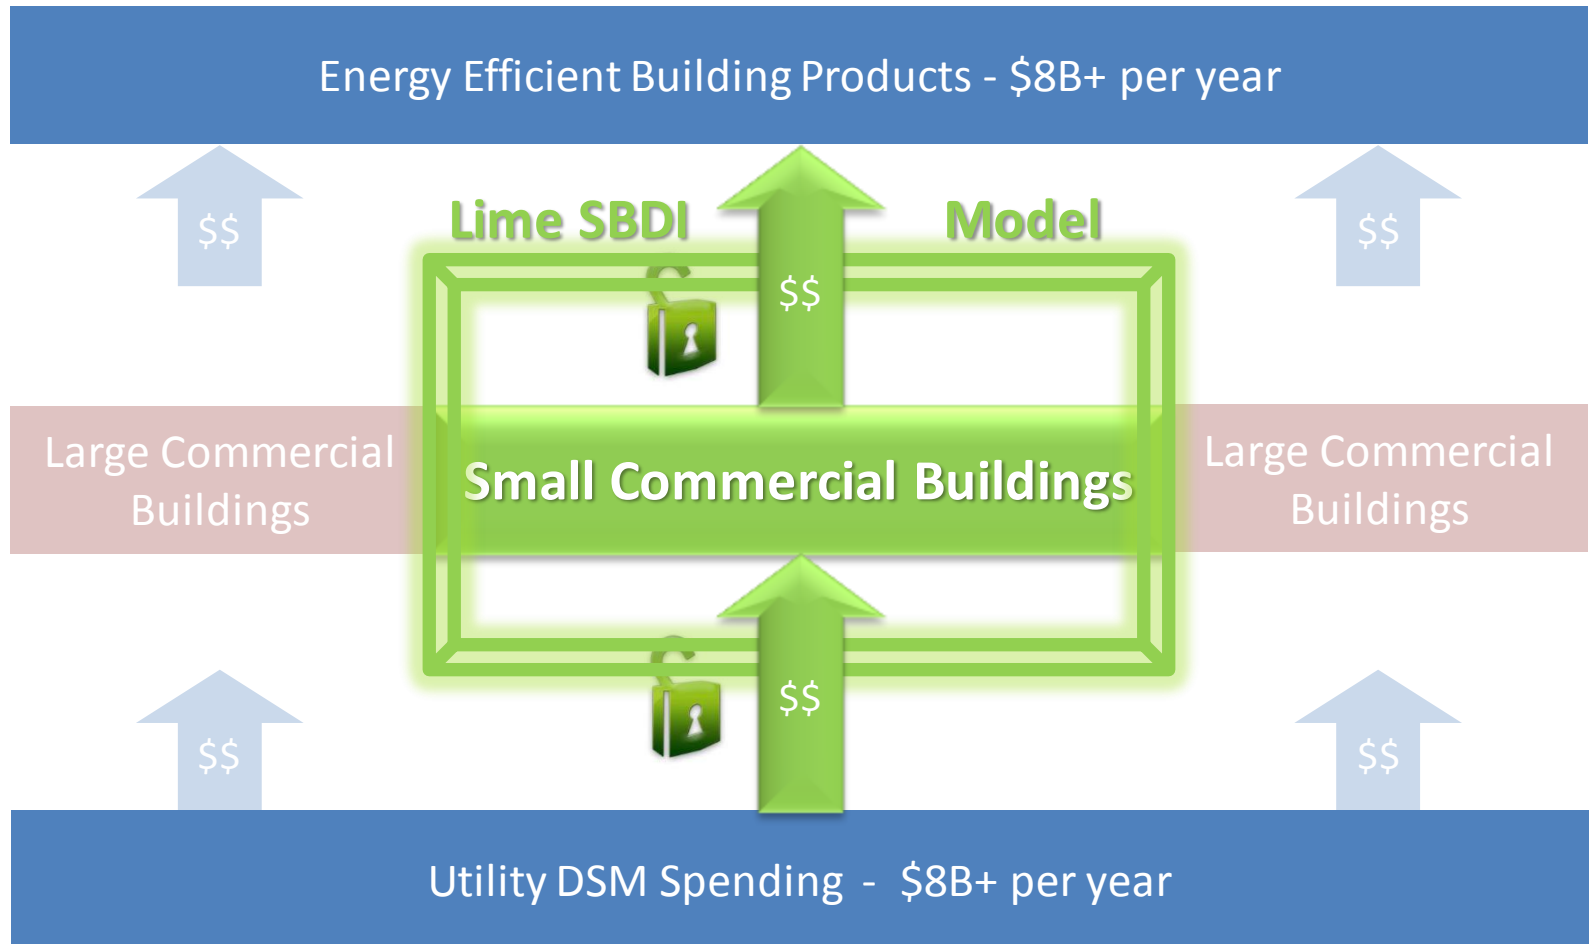 Energy Efficient Building Products - $8B+ per year
$$
Lime SBDI
Model
$$
$$
Large Commercial
Buildings
Small Commercial Buildings
Large Commercial
Buildings
$$
$$
$$
Utility DSM Spending - $8B+ per year